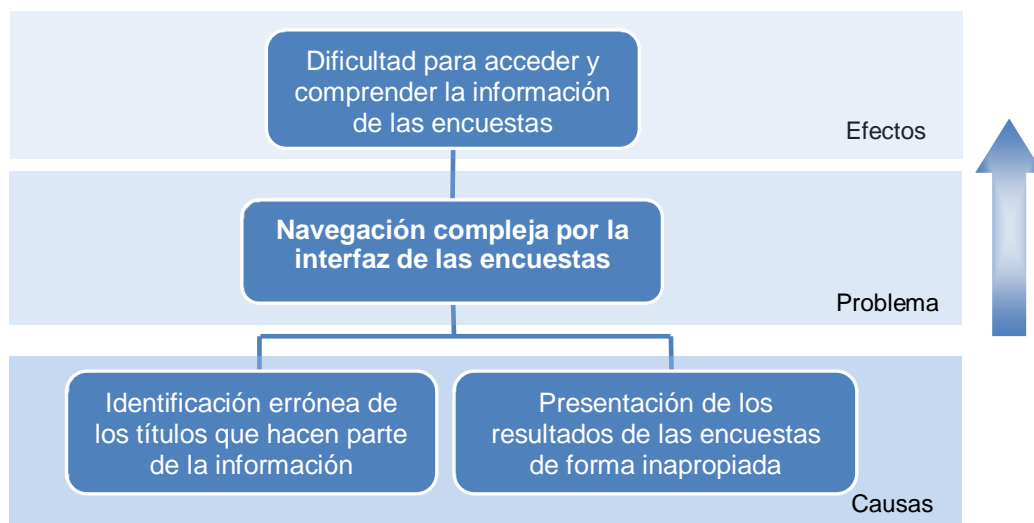 Dificultad para acceder y
comprender la información
de las encuestas
Efectos
Navegación compleja por la
interfaz de las encuestas
Problema
Identificación errónea de
los títulos que hacen parte
de la información
Presentación de los
resultados de las encuestas
de forma inapropiada
Causas